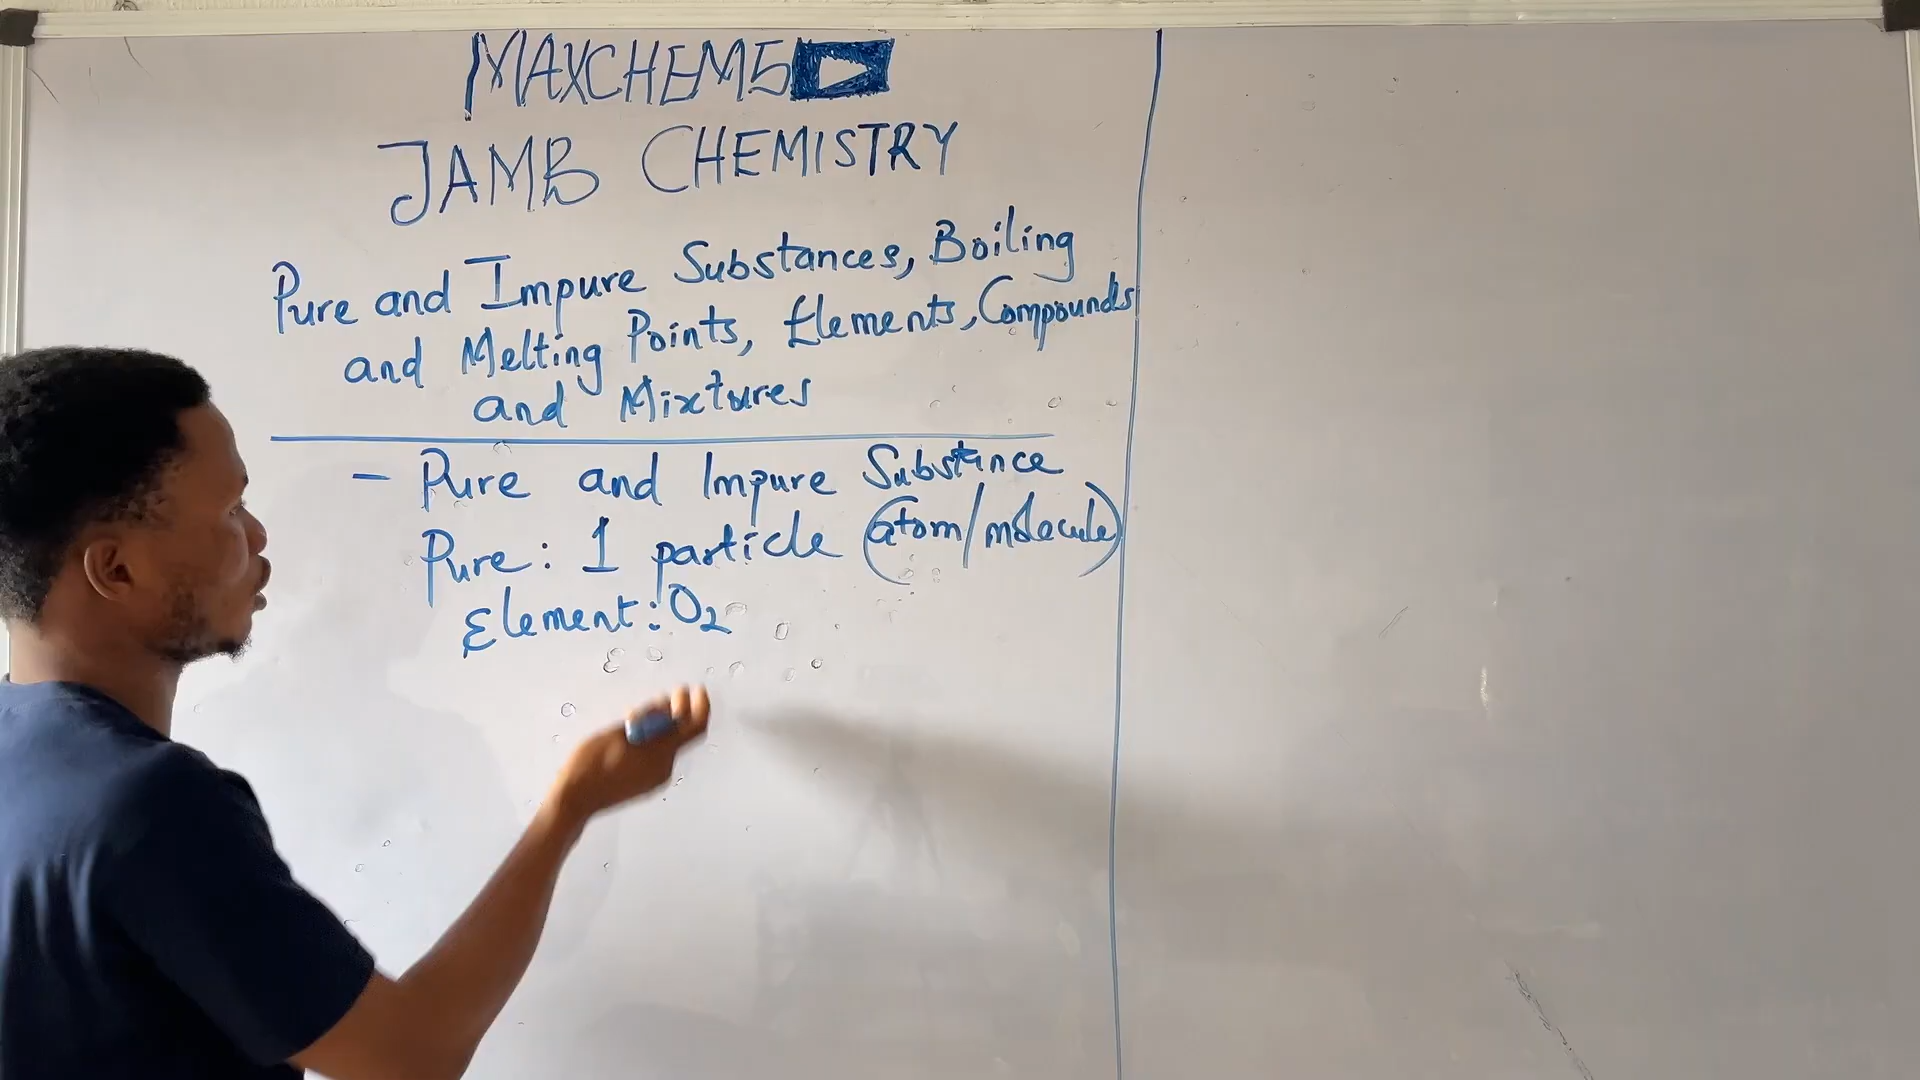 MAXCHEM5
JAMB CHEMISTRY
Pure and Impure Substances, Boiling
and Melting Points, Elements, Compounds
and Mixtures
- Pure and Impure Substance
Pure: 1 particle (atom/molecule)
Element: O₂